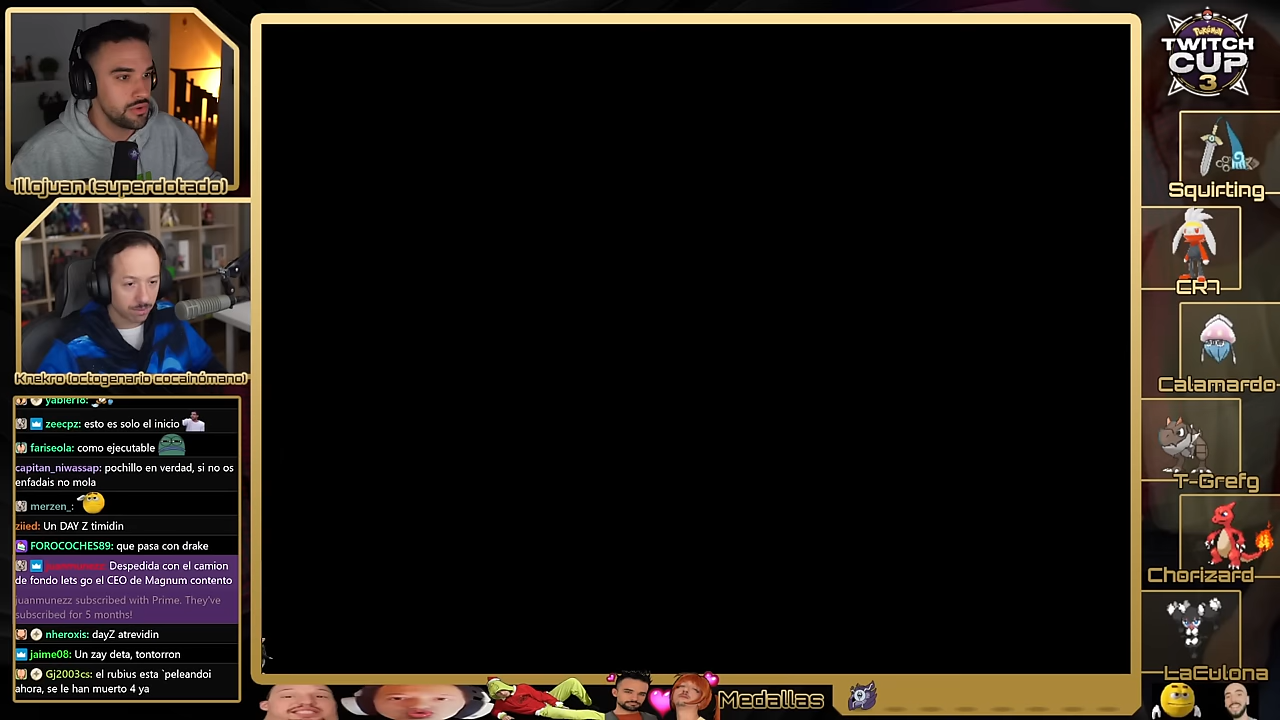 Illojuan (superdotado)
Knekro (octogenario cocainómano)
yabier18:
zeecpz: esto es solo el inicio
fariseola: como ejecutable
capitan_niwassap: pochillo en verdad, si no os
enfadais no mola
merzen_:
ziied: Un DAY Z timidin
FOROCOCHES89: que pasa con drake
juanmunezz: Despedida con el camion
de fondo lets go el CEO de Magnum contento
juanmunezz subscribed with Prime. They've
subscribed for 5 months!
nheroxis: dayZ atrevidin
jaime08: Un zay deta, tontorron
Gj2003cs: el rubius esta `peleandoi
ahora, se le han muerto 4 ya
Pokémon
TWITCH
CUP
3
Squirting
CR7
Calamardo
T-Grefg
Chorizard
LaEulona
Medallas